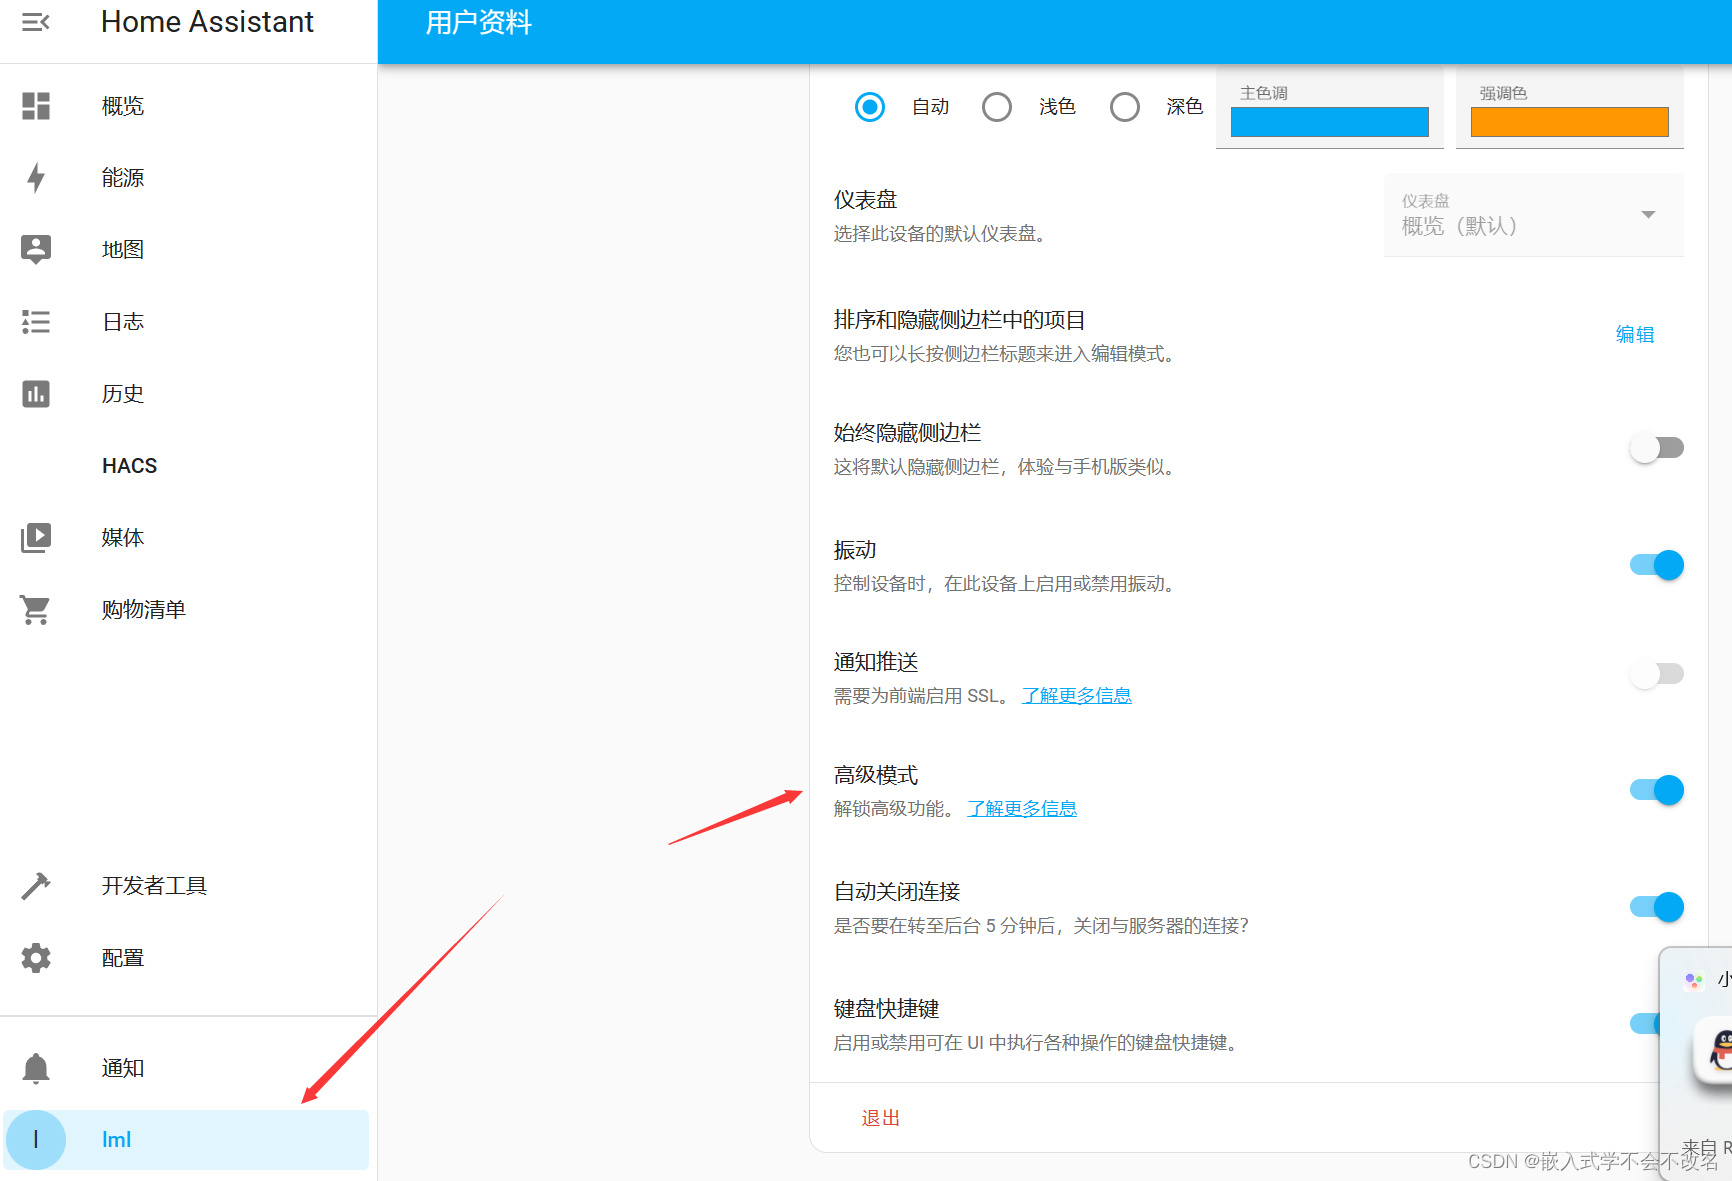 Home Assistant
用户资料
概览
能源
地图
日志
历史
HACS
媒体
购物清单
开发者工具
配置
通知
l
lml
自动
浅色
深色
主色调
强调色
仪表盘
选择此设备的默认仪表盘。
仪表盘
概览（默认）
排序和隐藏侧边栏中的项目
您也可以长按侧边栏标题来进入编辑模式。
编辑
始终隐藏侧边栏
这将默认隐藏侧边栏，体验与手机版类似。
振动
控制设备时，在此设备上启用或禁用振动。
通知推送
需要为前端启用 SSL。 了解更多信息
高级模式
解锁高级功能。 了解更多信息
自动关闭连接
是否要在转至后台 5 分钟后，关闭与服务器的连接？
键盘快捷键
启用或禁用可在 UI 中执行各种操作的键盘快捷键。
退出
小
来自 R
CSDN @嵌入式学不会不改名